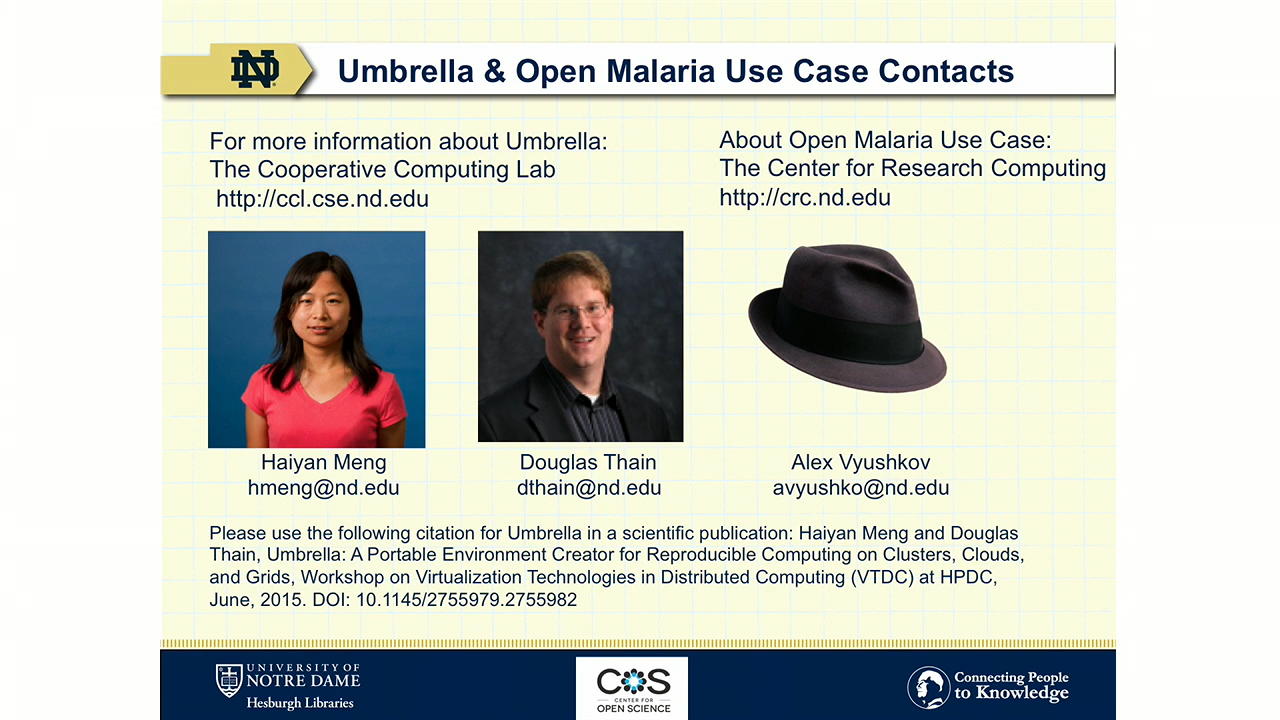 Umbrella & Open Malaria Use Case Contacts
For more information about Umbrella:
The Cooperative Computing Lab
http://ccl.cse.nd.edu
About Open Malaria Use Case:
The Center for Research Computing
http://crc.nd.edu
Haiyan Meng
hmeng@nd.edu
Douglas Thain
dthain@nd.edu
Alex Vyushkov
avyushko@nd.edu
Please use the following citation for Umbrella in a scientific publication: Haiyan Meng and Douglas
Thain, Umbrella: A Portable Environment Creator for Reproducible Computing on Clusters, Clouds,
and Grids, Workshop on Virtualization Technologies in Distributed Computing (VTDC) at HPDC,
June, 2015. DOI: 10.1145/2755979.2755982
UNIVERSITY OF
NOTRE DAME
Hesburgh Libraries
COS
CENTER FOR
OPEN SCIENCE
Connecting People
to Knowledge